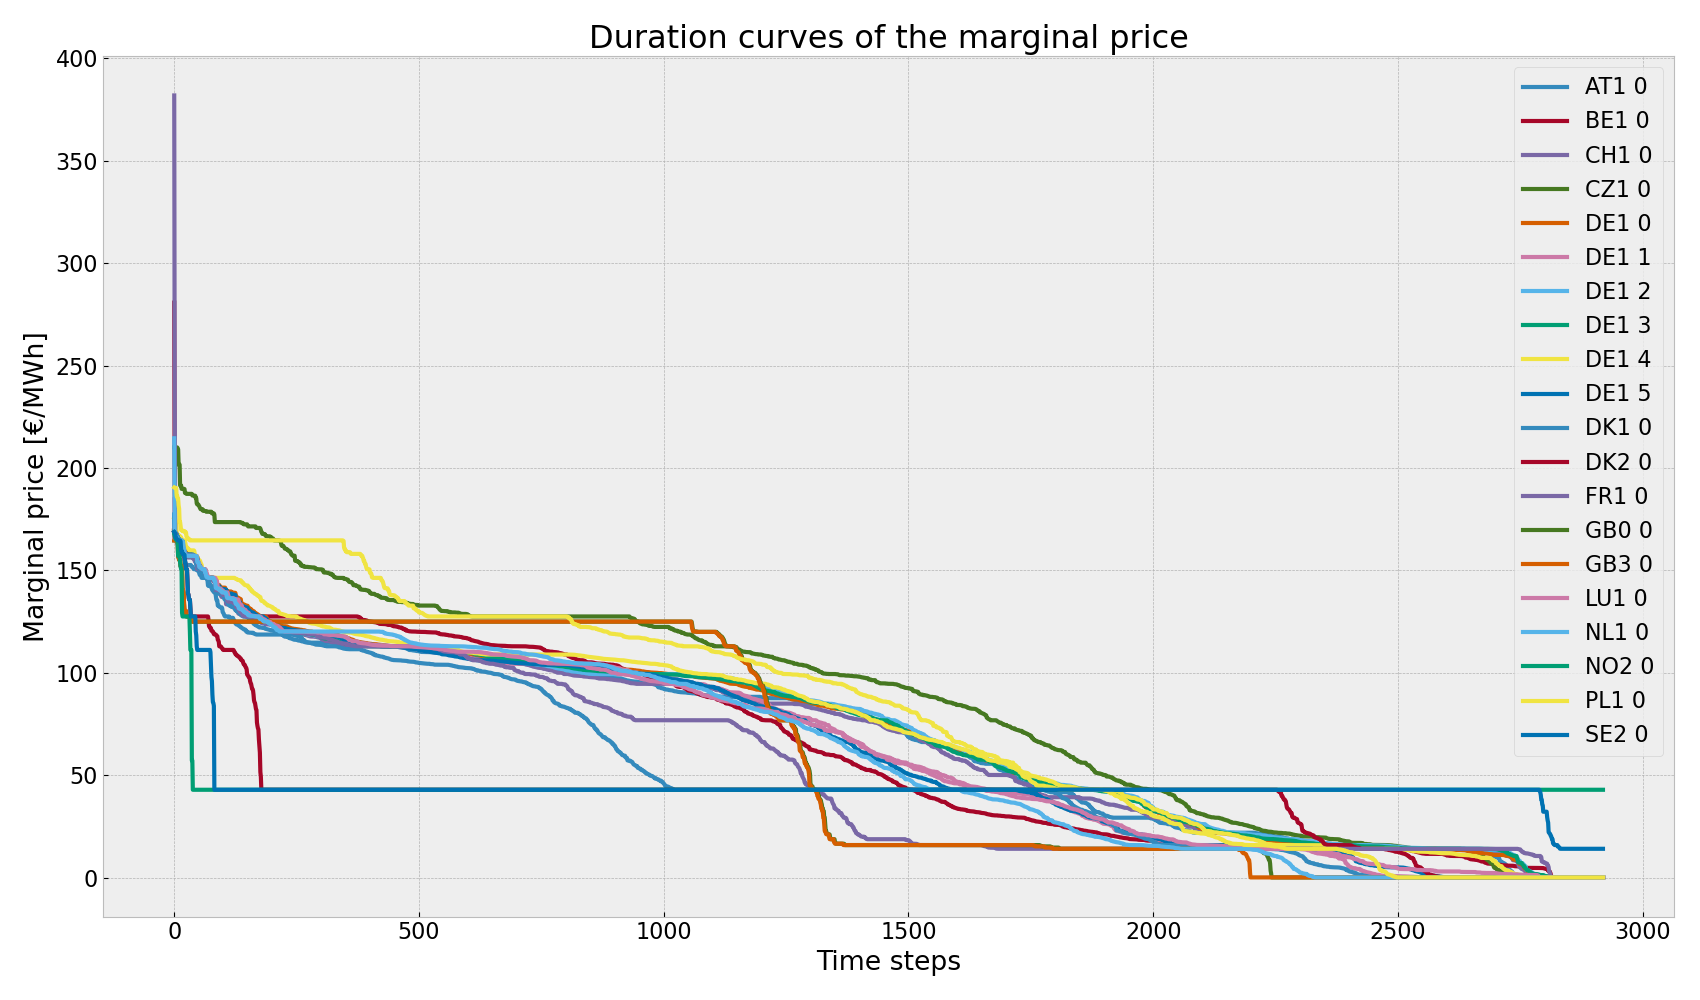 Duration curves of the marginal price
Marginal price [€/MWh]
400
350
300
250
200
150
100
50
0
0
500
1000
1500
2000
2500
3000
Time steps
AT1 0
BE1 0
CH1 0
CZ1 0
DE1 0
DE1 1
DE1 2
DE1 3
DE1 4
DE1 5
DK1 0
DK2 0
FR1 0
GB0 0
GB3 0
LU1 0
NL1 0
NO2 0
PL1 0
SE2 0